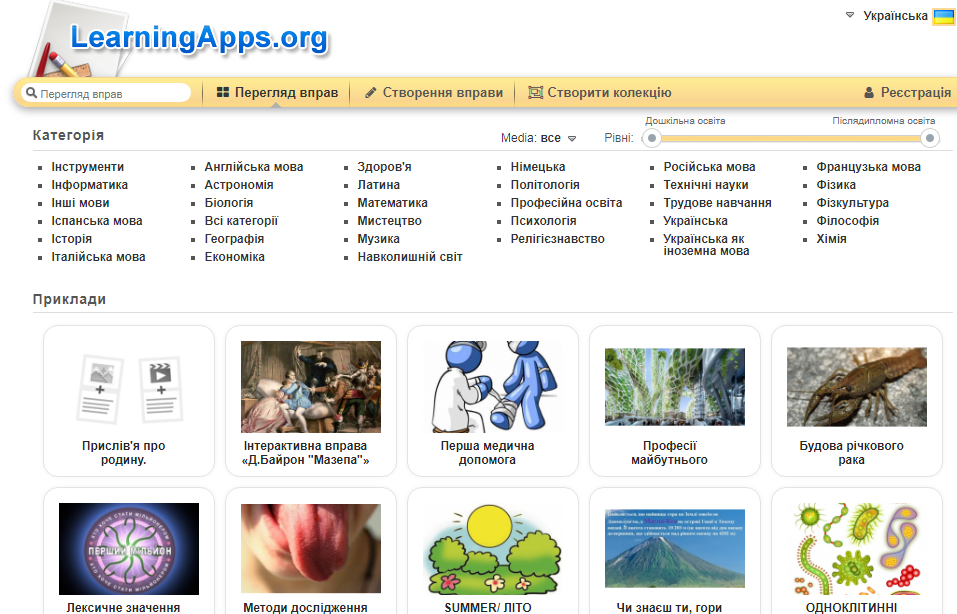 Українська
LearningApps.org
Перегляд вправ
Перегляд вправ
Створення вправи
Створити колекцію
Реєстрація
Категорія
Media: все
Рівні:
Дошкільна освіта
Післядипломна освіта
Інструменти
Інформатика
Інші мови
Іспанська мова
Історія
Італійська мова
Англійська мова
Астрономія
Біологія
Всі категорії
Географія
Економіка
Здоров'я
Латина
Математика
Мистецтво
Музика
Навколишній світ
Німецька
Політологія
Професійна освіта
Психологія
Релігієзнавство
Російська мова
Технічні науки
Трудове навчання
Українська
Українська як
іноземна мова
Французька мова
Фізика
Фізкультура
Філософія
Хімія
Приклади
Прислів'я про
родину.
Інтерактивна вправа
«Д.Байрон "Мазепа"»
Перша медична
допомога
Професії
майбутнього
Будова річкового
рака
ПЕРШИЙ МІЛЬЙОН
Лексичне значення
Методи дослідження
SUMMER/ ЛІТО
Чи знаєш ти, гори
ОДНОКЛІТИННІ